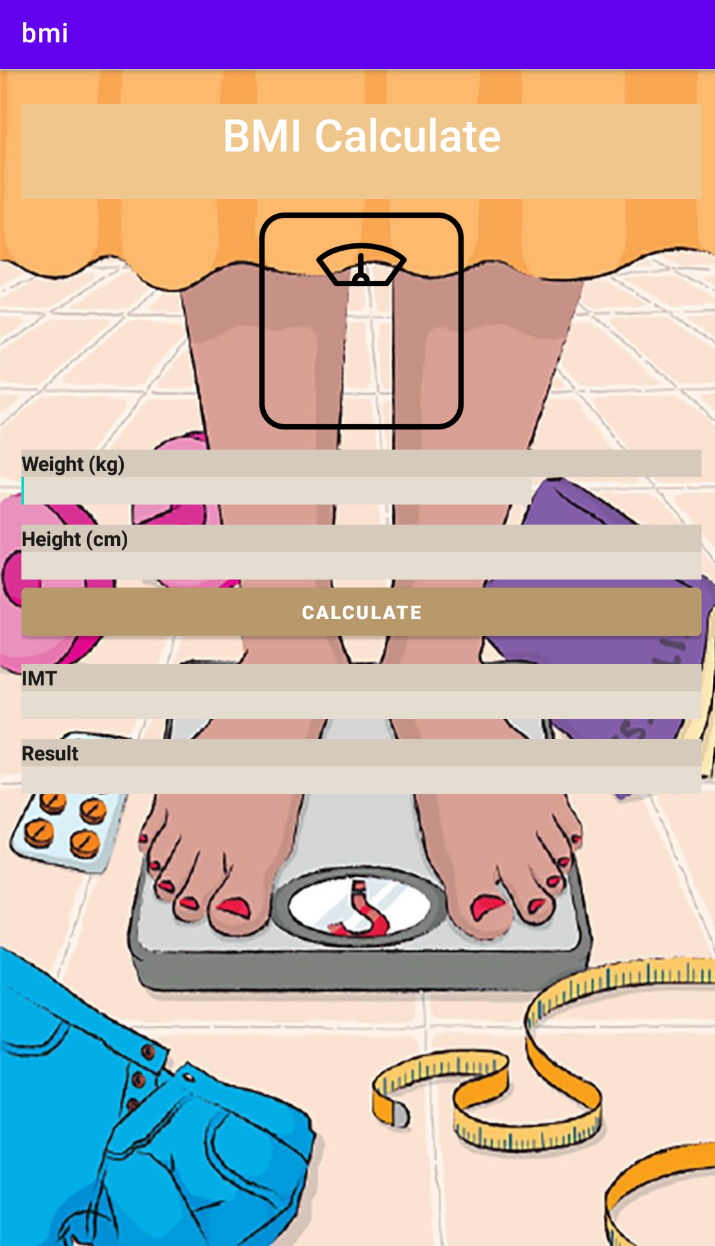 bmi
BMI Calculate
Weight (kg)
Height (cm)
CALCULATE
IMT
Result